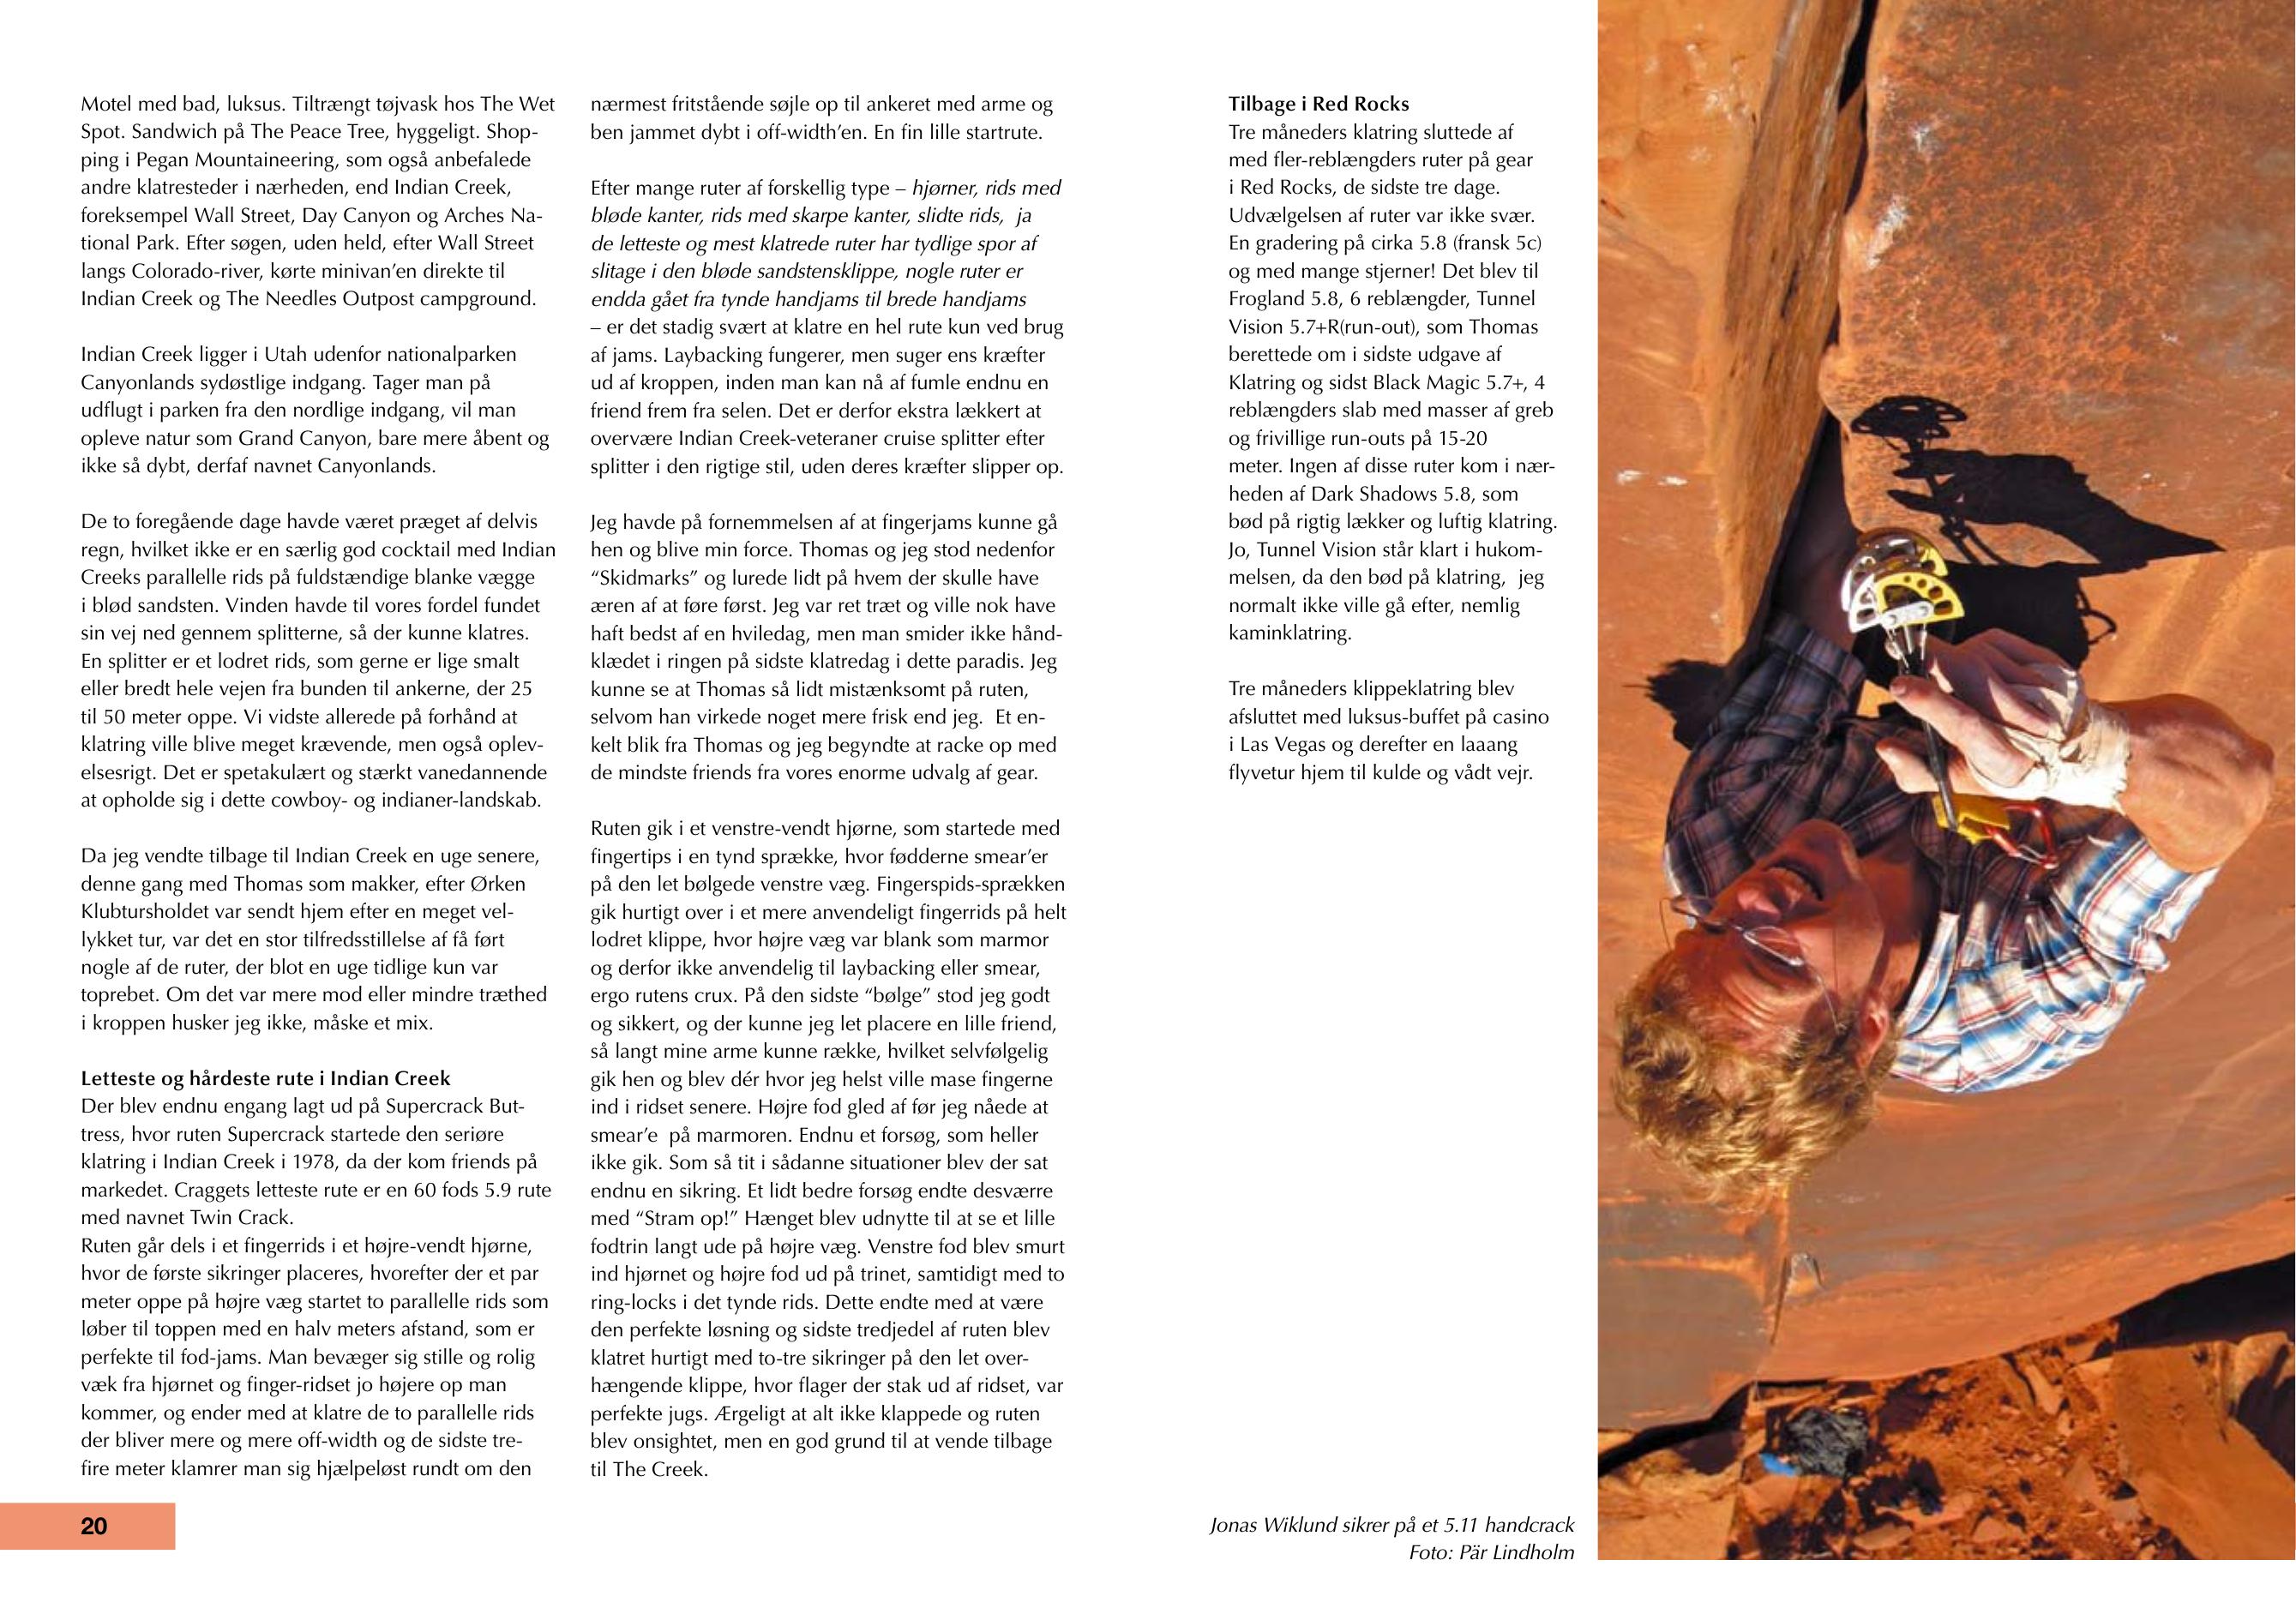 Motel med bad, luksus. Tiltrængt tøjvask hos The Wet
Spot. Sandwich på The Peace Tree, hyggeligt. Shop-
ping i Pegan Mountaineering, som også anbefalede
andre klatresteder i nærheden, end Indian Creek,
foreksempel Wall Street, Day Canyon og Arches Na-
tional Park. Efter søgen, uden held, efter Wall Street
langs Colorado-river, kørte minivan’en direkte til
Indian Creek og The Needles Outpost campground.

Indian Creek ligger i Utah udenfor nationalparken
Canyonlands sydøstlige indgang. Tager man på
udflugt i parken fra den nordlige indgang, vil man
opleve natur som Grand Canyon, bare mere åbent og
ikke så dybt, derfaf navnet Canyonlands.

De to foregående dage havde været præget af delvis
regn, hvilket ikke er en særlig god cocktail med Indian
Creeks parallelle rids på fuldstændige blanke vægge
i blød sandsten. Vinden havde til vores fordel fundet
sin vej ned gennem splitterne, så der kunne klatres.
En splitter er et lodret rids, som gerne er lige smalt
eller bredt hele vejen fra bunden til ankerne, der 25
til 50 meter oppe. Vi vidste allerede på forhånd at
klatring ville blive meget krævende, men også oplev-
elsesrigt. Det er spetakulært og stærkt vanedannende
at opholde sig i dette cowboy- og indianer-landskab.

Da jeg vendte tilbage til Indian Creek en uge senere,
denne gang med Thomas som makker, efter Ørken
Klubtursholdet var sendt hjem efter en meget vel-
lykket tur, var det en stor tilfredsstillelse af få ført
nogle af de ruter, der blot en uge tidlige kun var
toprebet. Om det var mere mod eller mindre træthed
i kroppen husker jeg ikke, måske et mix.

Letteste og hårdeste rute i Indian Creek
Der blev endnu engang lagt ud på Supercrack But-
tress, hvor ruten Supercrack startede den seriøre
klatring i Indian Creek i 1978, da der kom friends på
markedet. Craggets letteste rute er en 60 fods 5.9 rute
med navnet Twin Crack.
Ruten går dels i et fingerrids i et højre-vendt hjørne,
hvor de første sikringer placeres, hvorefter der et par
meter oppe på højre væg startet to parallelle rids som
løber til toppen med en halv meters afstand, som er
perfekte til fod-jams. Man bevæger sig stille og rolig
væk fra hjørnet og finger-ridset jo højere op man
kommer, og ender med at klatre de to parallelle rids
der bliver mere og mere off-width og de sidste tre-
fire meter klamrer man sig hjælpeløst rundt om den
nærmest fritstående søjle op til ankeret med arme og
ben jammet dybt i off-width’en. En fin lille startrute.

Efter mange ruter af forskellig type – hjørner, rids med
bløde kanter, rids med skarpe kanter, slidte rids, ja
de letteste og mest klatrede ruter har tydlige spor af
slitage i den bløde sandstensklippe, nogle ruter er
endda gået fra tynde handjams til brede handjams
– er det stadig svært at klatre en hel rute kun ved brug
af jams. Laybacking fungerer, men suger ens kræfter
ud af kroppen, inden man kan nå af fumle endnu en
friend frem fra selen. Det er derfor ekstra lækkert at
overvære Indian Creek-veteraner cruise splitter efter
splitter i den rigtige stil, uden deres kræfter slipper op.

Jeg havde på fornemmelsen af at fingerjams kunne gå
hen og blive min force. Thomas og jeg stod nedenfor
“Skidmarks” og lurede lidt på hvem der skulle have
æren af at føre først. Jeg var ret træt og ville nok have
haft bedst af en hviledag, men man smider ikke hånd-
klædet i ringen på sidste klatredag i dette paradis. Jeg
kunne se at Thomas så lidt mistænksomt på ruten,
selvom han virkede noget mere frisk end jeg. Et en-
kelt blik fra Thomas og jeg begyndte at racke op med
de mindste friends fra vores enorme udvalg af gear.

Ruten gik i et venstre-vendt hjørne, som startede med
fingertips i en tynd sprække, hvor fødderne smear’er
på den let bølgede venstre væg. Fingerspids-sprækken
gik hurtigt over i et mere anvendeligt fingerrids på helt
lodret klippe, hvor højre væg var blank som marmor
og derfor ikke anvendelig til laybacking eller smear,
ergo rutens crux. På den sidste “bølge” stod jeg godt
og sikkert, og der kunne jeg let placere en lille friend,
så langt mine arme kunne række, hvilket selvfølgelig
gik hen og blev dér hvor jeg helst ville mase fingerne
ind i ridset senere. Højre fod gled af før jeg nåede at
smear’e på marmoren. Endnu et forsøg, som heller
ikke gik. Som så tit i sådanne situationer blev der sat
endnu en sikring. Et lidt bedre forsøg endte desværre
med “Stram op!” Hænget blev udnytte til at se et lille
fodtrin langt ude på højre væg. Venstre fod blev smurt
ind hjørnet og højre fod ud på trinet, samtidigt med to
ring-locks i det tynde rids. Dette endte med at være
den perfekte løsning og sidste tredjedel af ruten blev
klatret hurtigt med to-tre sikringer på den let over-
hængende klippe, hvor flager der stak ud af ridset, var
perfekte jugs. Ærgeligt at alt ikke klappede og ruten
blev onsightet, men en god grund til at vende tilbage
til The Creek.

Tilbage i Red Rocks
Tre måneders klatring sluttede af
med fler-reblængders ruter på gear
i Red Rocks, de sidste tre dage.
Udvælgelsen af ruter var ikke svær.
En gradering på cirka 5.8 (fransk 5c)
og med mange stjerner! Det blev til
Frogland 5.8, 6 reblængder, Tunnel
Vision 5.7+R(run-out), som Thomas
berettede om i sidste udgave af
Klatring og sidst Black Magic 5.7+, 4
reblængders slab med masser af greb
og frivillige run-outs på 15-20
meter. Ingen af disse ruter kom i nær-
heden af Dark Shadows 5.8, som
bød på rigtig lækker og luftig klatring.
Jo, Tunnel Vision står klart i hukom-
melsen, da den bød på klatring, jeg
normalt ikke ville gå efter, nemlig
kaminklatring.

Tre måneders klippeklatring blev
afsluttet med luksus-buffet på casino
i Las Vegas og derefter en laaang
flyvetur hjem til kulde og vådt vejr.

20
Jonas Wiklund sikrer på et 5.11 handcrack
Foto: Pär Lindholm